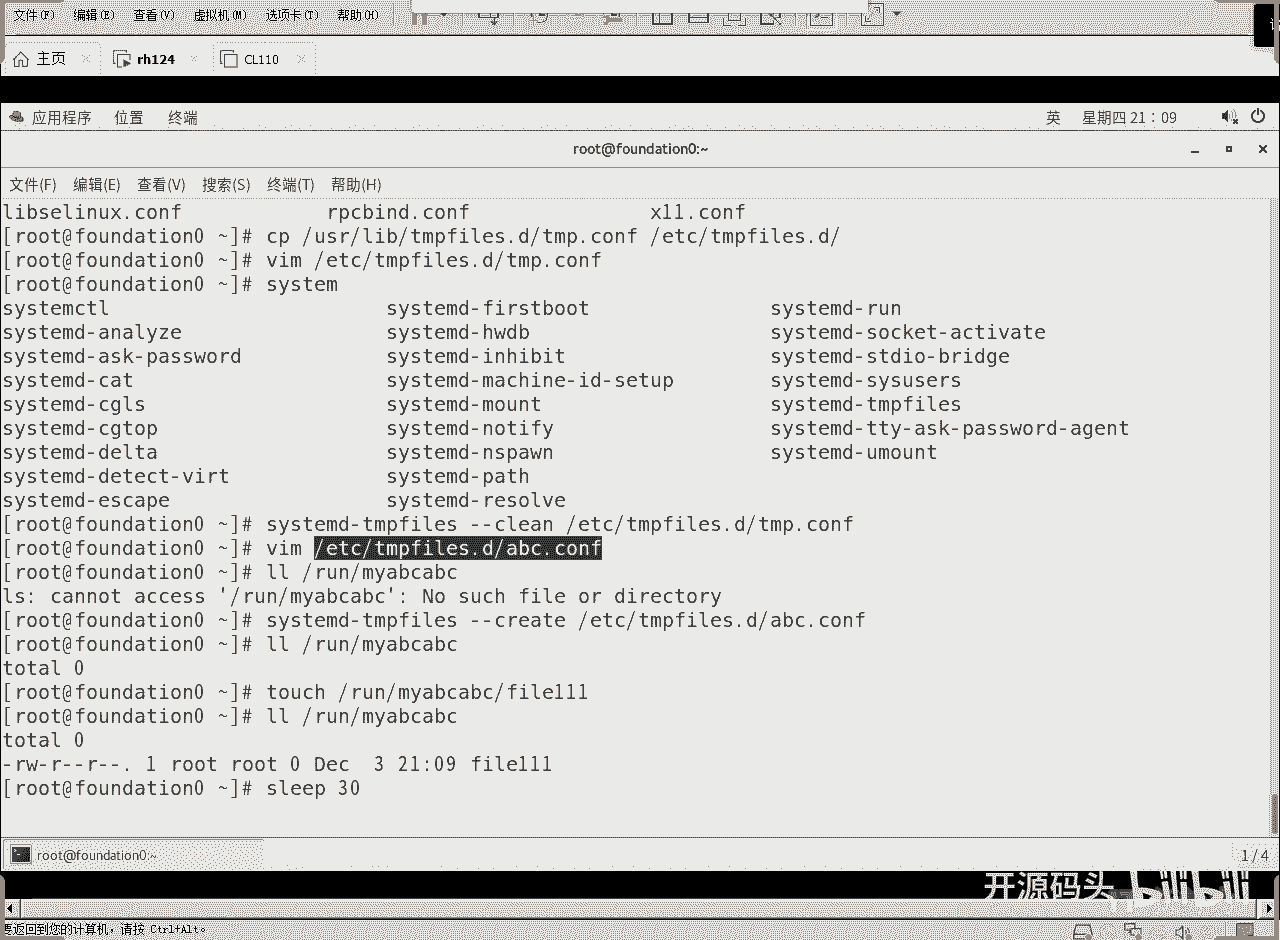 文件(F) 编辑(E) 查看(V) 虚拟机(M) 选项卡(T) 帮助(H)
主页 rh124 CL110
应用程序 位置 终端 英 星期四 21：09
root@foundation0:~
文件(F) 编辑(E) 查看(V) 搜索(S) 终端(T) 帮助(H)
libselinux.conf rpcbind.conf x11.conf
[root@foundation0 ~]# cp /usr/lib/tmpfiles.d/tmp.conf /etc/tmpfiles.d/
[root@foundation0 ~]# vim /etc/tmpfiles.d/tmp.conf
[root@foundation0 ~]# system
systemctl systemd-firstboot systemd-run
systemd-analyze systemd-hwdb systemd-socket-activate
systemd-ask-password systemd-inhibit systemd-stdio-bridge
systemd-cat systemd-machine-id-setup systemd-sysusers
systemd-cgls systemd-mount systemd-tmpfiles
systemd-cgtop systemd-notify systemd-tty-ask-password-agent
systemd-delta systemd-nspawn systemd-umount
systemd-detect-virt systemd-path
systemd-escape systemd-resolve
[root@foundation0 ~]# systemd-tmpfiles --clean /etc/tmpfiles.d/tmp.conf
[root@foundation0 ~]# vim /etc/tmpfiles.d/abc.conf
[root@foundation0 ~]# ll /run/myabcabc
ls: cannot access '/run/myabcabc': No such file or directory
[root@foundation0 ~]# systemd-tmpfiles --create /etc/tmpfiles.d/abc.conf
[root@foundation0 ~]# ll /run/myabcabc
total 0
[root@foundation0 ~]# touch /run/myabcabc/file111
[root@foundation0 ~]# ll /run/myabcabc
total 0
-rw-r--r--. 1 root root 0 Dec  3 21:09 file111
[root@foundation0 ~]# sleep 30
root@foundation0:~ 1 / 4
开源码头 bilibili
要返回到您的计算机，请按 Ctrl+Alt。